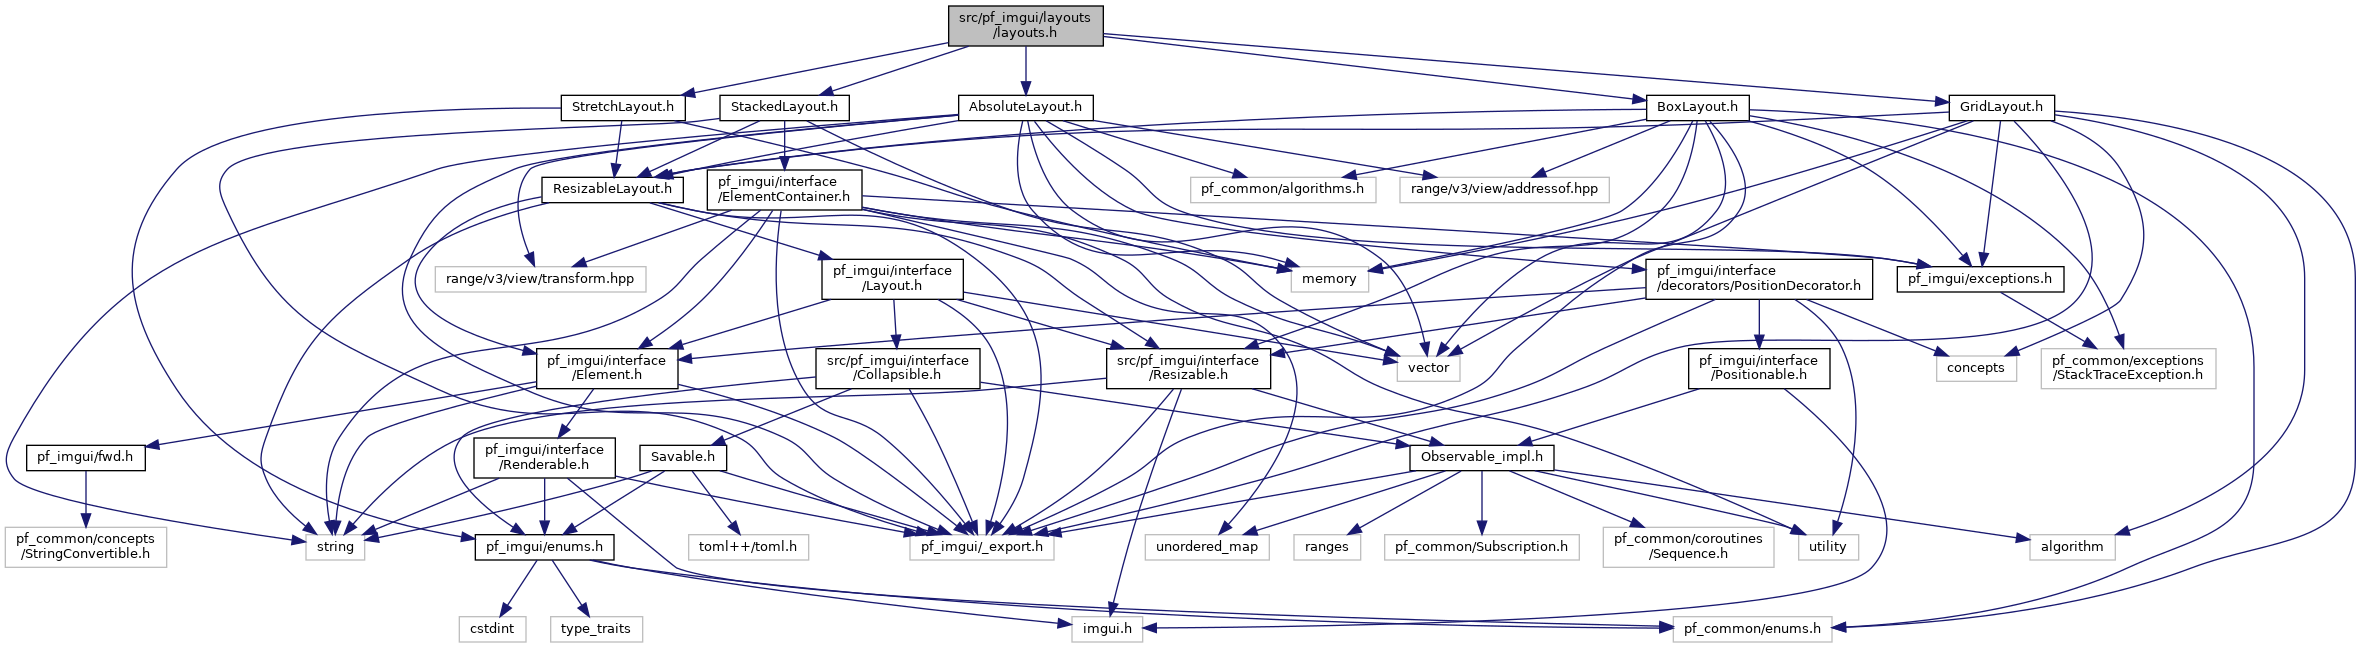 src/pf_imgui/layouts
/layouts.h
StretchLayout.h
StackedLayout.h
AbsoluteLayout.h
BoxLayout.h
GridLayout.h
ResizableLayout.h
pf_imgui/interface
/ElementContainer.h
pf_common/algorithms.h
range/v3/view/addressof.hpp
range/v3/view/transform.hpp
pf_imgui/interface
/Layout.h
memory
pf_imgui/interface
/decorators/PositionDecorator.h
pf_imgui/exceptions.h
pf_imgui/interface
/Element.h
src/pf_imgui/interface
/Collapsible.h
src/pf_imgui/interface
/Resizable.h
vector
pf_imgui/interface
/Positionable.h
concepts
pf_common/exceptions
/StackTraceException.h
pf_imgui/fwd.h
pf_imgui/interface
/Renderable.h
Savable.h
Observable_impl.h
pf_common/concepts
/StringConvertible.h
string
pf_imgui/enums.h
toml++/toml.h
pf_imgui/_export.h
unordered_map
ranges
pf_common/Subscription.h
pf_common/coroutines
/Sequence.h
utility
algorithm
cstdint
type_traits
imgui.h
pf_common/enums.h